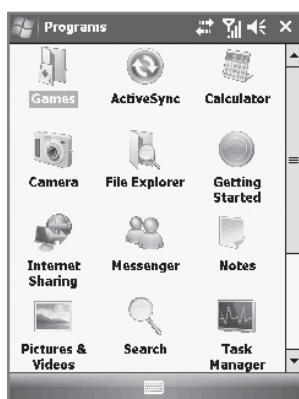 Programs
Games ActiveSync Calculator
Camera File Explorer Getting
Started
Internet Messenger Notes
Sharing
Pictures & Search Task
Videos Manager